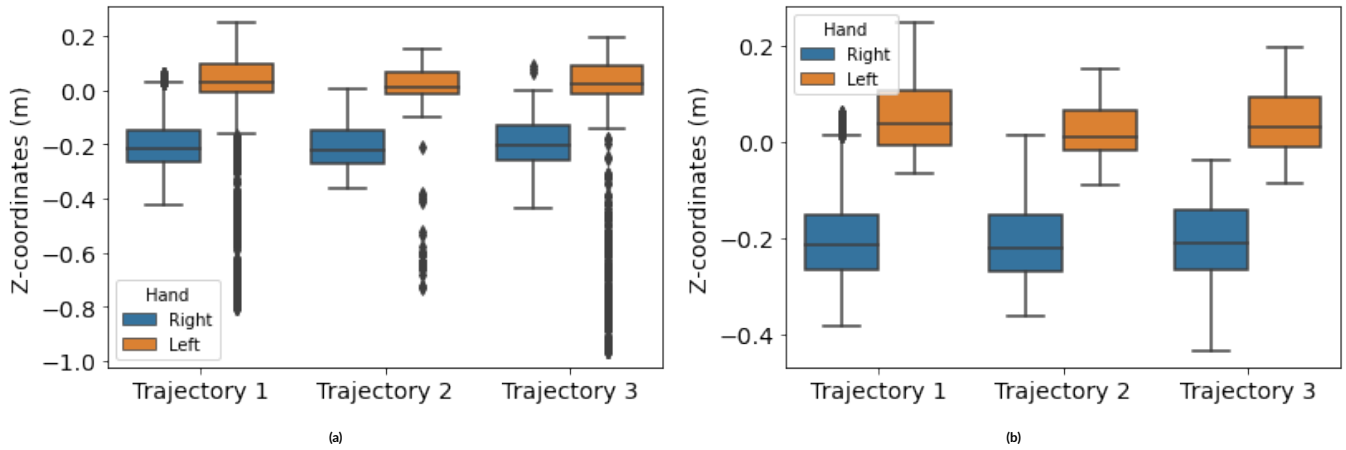 Z-coordinates (m)
0.2
0.0
−0.2
−0.4
−0.6
−0.8
−1.0
Hand
Right
Left
Trajectory 1
Trajectory 2
Trajectory 3
(a)
Z-coordinates (m)
0.2
0.0
−0.2
−0.4
Hand
Right
Left
Trajectory 1
Trajectory 2
Trajectory 3
(b)